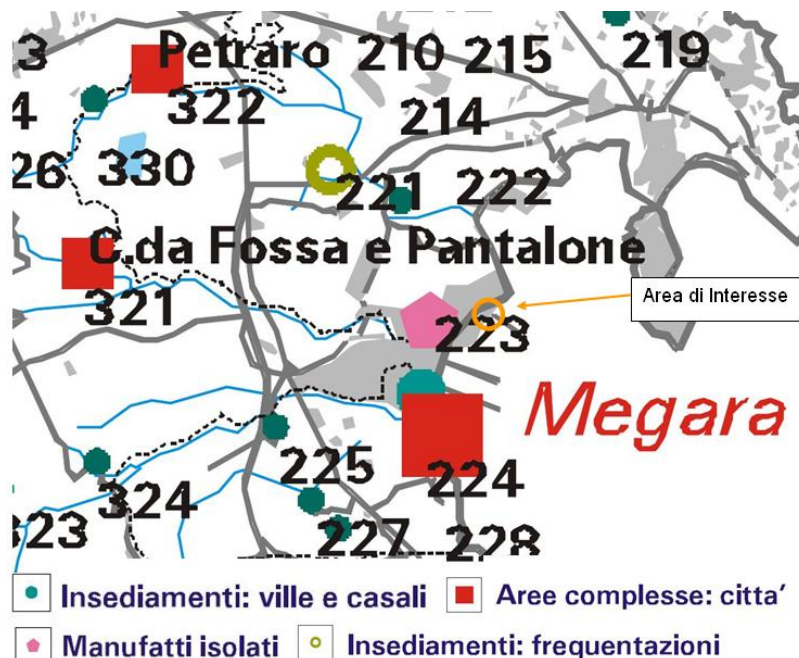 3
Petraro 210 215 219
4 322 214
26 330 221 222
C.da Fossa e Pantalone
Area di Interesse
321 223
Megara
225 224
324
323 227 228
Insediamenti: ville e casali Aree complesse: citta'
Manufatti isolati Insediamenti: frequentazioni